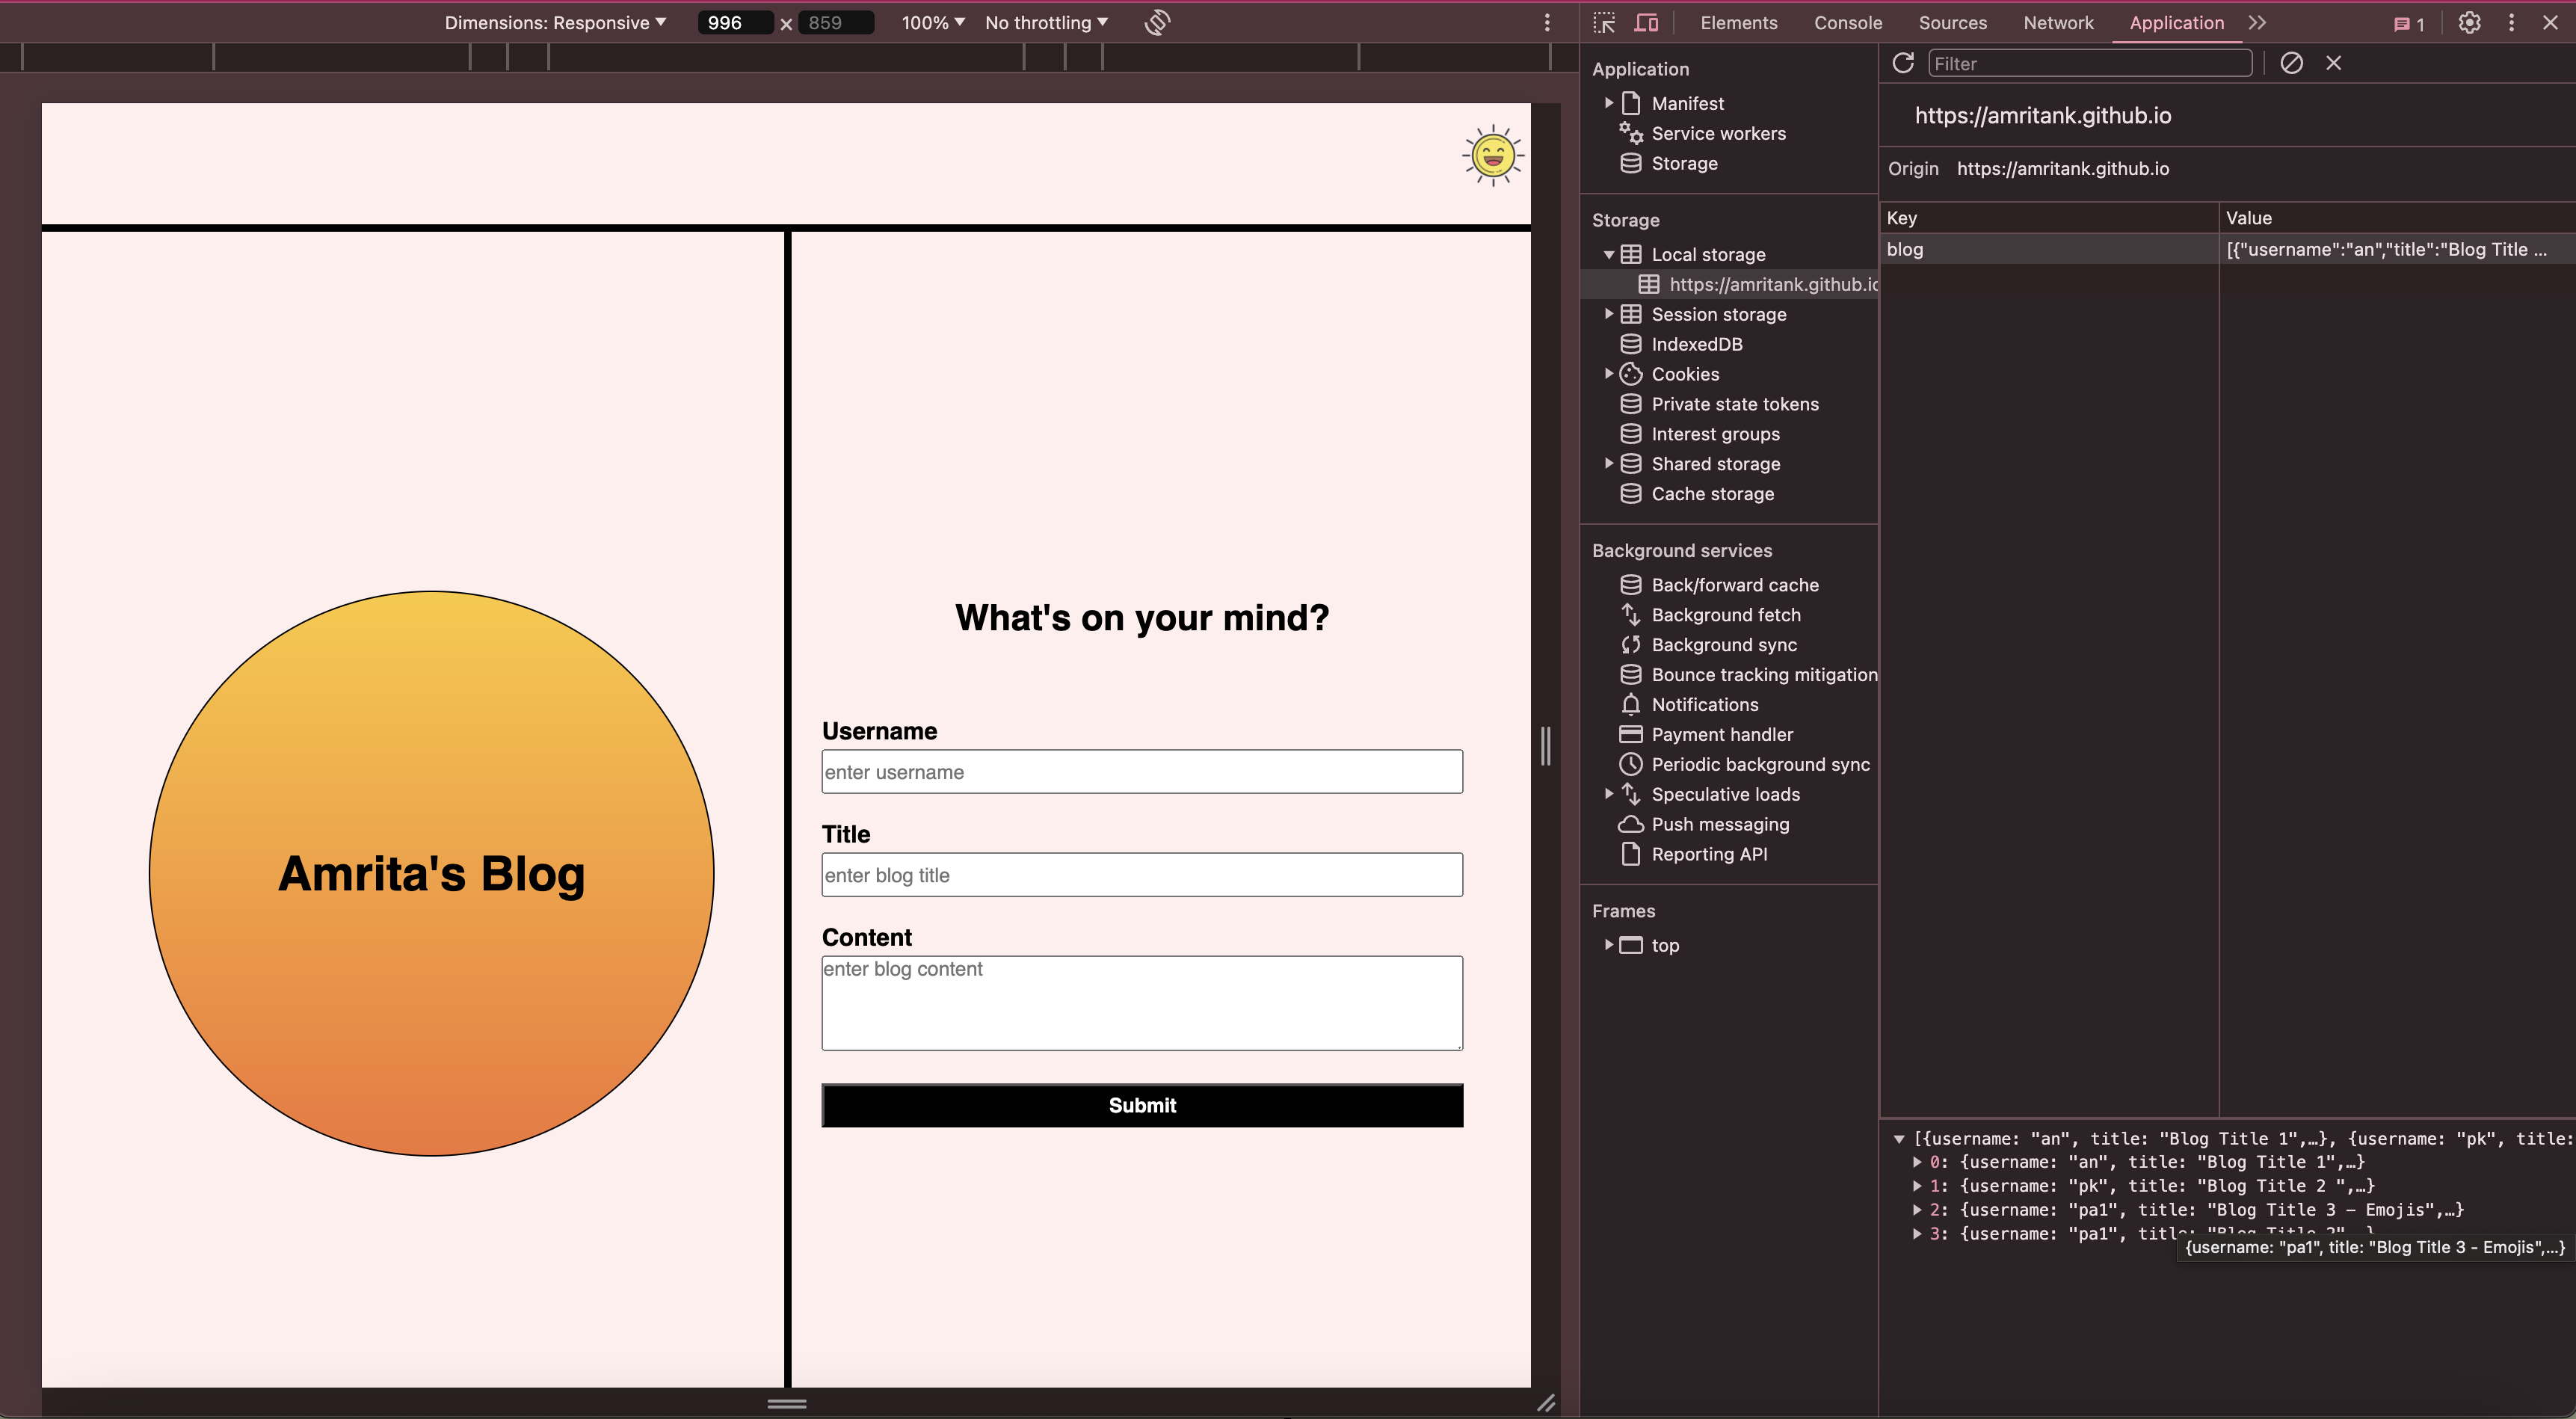 Dimensions: Responsive 996 × 859 100% No throttling
Elements Console Sources Network Application 1
Application
Manifest
Service workers
Storage
Storage
Local storage
https://amritank.github.io
Session storage
IndexedDB
Cookies
Private state tokens
Interest groups
Shared storage
Cache storage
Background services
Back/forward cache
Background fetch
Background sync
Bounce tracking mitigation
Notifications
Payment handler
Periodic background sync
Speculative loads
Push messaging
Reporting API
Frames
top
Filter
https://amritank.github.io
Origin https://amritank.github.io
Key Value
blog [{"username":"an","title":"Blog Title ...
[{username: "an", title: "Blog Title 1",…}, {username: "pk", title:
0: {username: "an", title: "Blog Title 1",…}
1: {username: "pk", title: "Blog Title 2 ",…}
2: {username: "pa1", title: "Blog Title 3 – Emojis",…}
3: {username: "pa1", title:
{username: "pa1", title: "Blog Title 3 - Emojis",...}
Amrita's Blog
What's on your mind?
Username
enter username
Title
enter blog title
Content
enter blog content
Submit